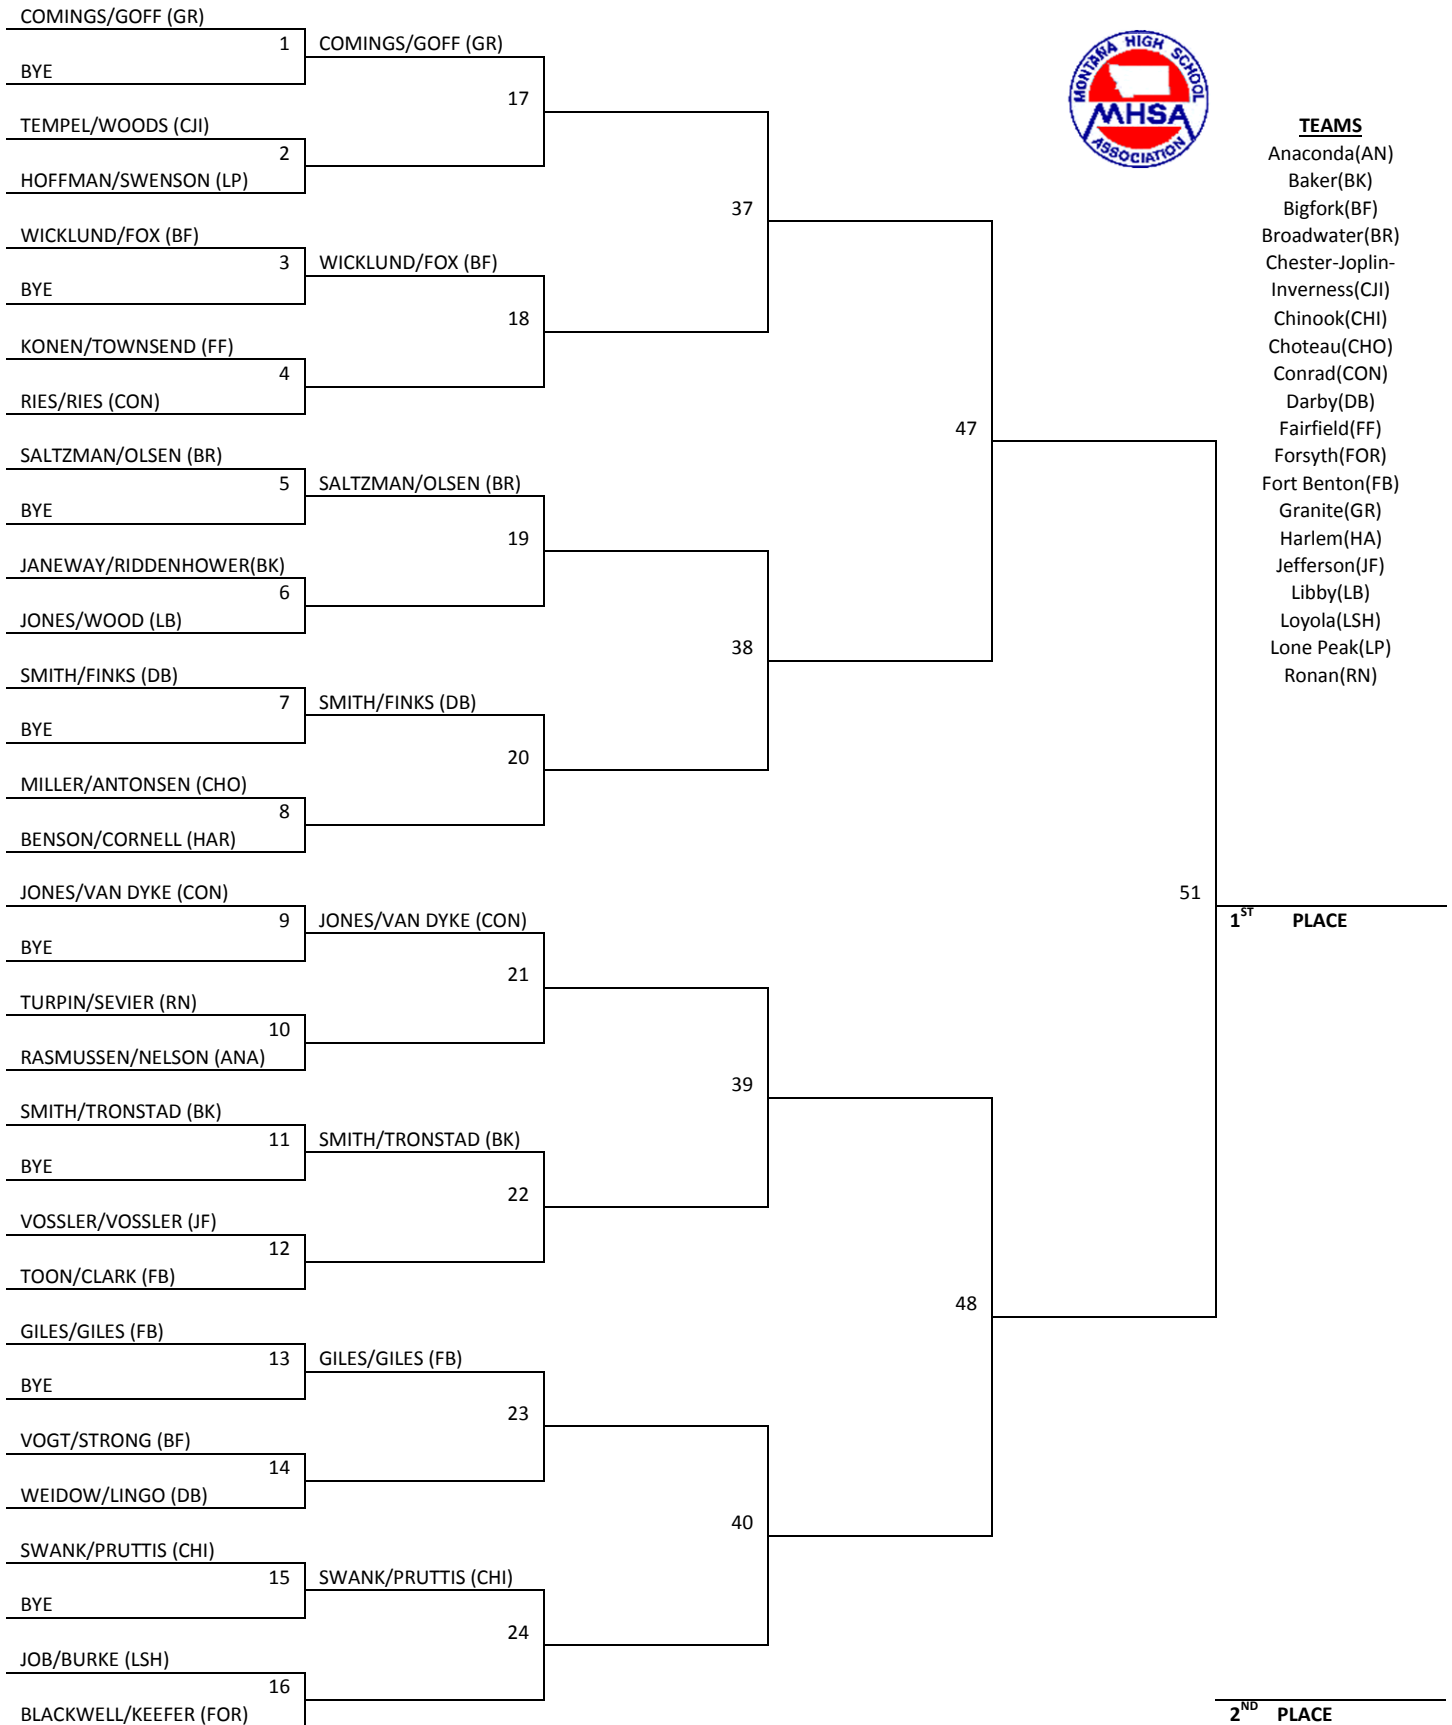 COMINGS/GOFF (GR)
1
COMINGS/GOFF (GR)
BYE
17
TEMPEL/WOODS (CJI)
2
HOFFMAN/SWENSON (LP)
37
WICKLUND/FOX (BF)
3
WICKLUND/FOX (BF)
BYE
18
KONEN/TOWNSEND (FF)
4
RIES/RIES (CON)
47
SALTZMAN/OLSEN (BR)
5
SALTZMAN/OLSEN (BR)
BYE
19
JANEWAY/RIDDENHOWER(BK)
6
JONES/WOOD (LB)
38
SMITH/FINKS (DB)
7
SMITH/FINKS (DB)
BYE
20
MILLER/ANTONSEN (CHO)
8
BENSON/CORNELL (HAR)
51
JONES/VAN DYKE (CON)
9
JONES/VAN DYKE (CON)
BYE
21
TURPIN/SEVIER (RN)
10
RASMUSSEN/NELSON (ANA)
39
SMITH/TRONSTAD (BK)
11
SMITH/TRONSTAD (BK)
BYE
22
VOSSLER/VOSSLER (JF)
12
TOON/CLARK (FB)
48
GILES/GILES (FB)
13
GILES/GILES (FB)
BYE
23
VOGT/STRONG (BF)
14
WEIDOW/LINGO (DB)
40
SWANK/PRUTTIS (CHI)
15
SWANK/PRUTTIS (CHI)
BYE
24
JOB/BURKE (LSH)
16
BLACKWELL/KEEFER (FOR)
MONTANA HIGH SCHOOL
MHSA
ASSOCIATION
TEAMS
Anaconda(AN)
Baker(BK)
Bigfork(BF)
Broadwater(BR)
Chester-Joplin-
Inverness(CJI)
Chinook(CHI)
Choteau(CHO)
Conrad(CON)
Darby(DB)
Fairfield(FF)
Forsyth(FOR)
Fort Benton(FB)
Granite(GR)
Harlem(HA)
Jefferson(JF)
Libby(LB)
Loyola(LSH)
Lone Peak(LP)
Ronan(RN)
1ST PLACE
2ND PLACE